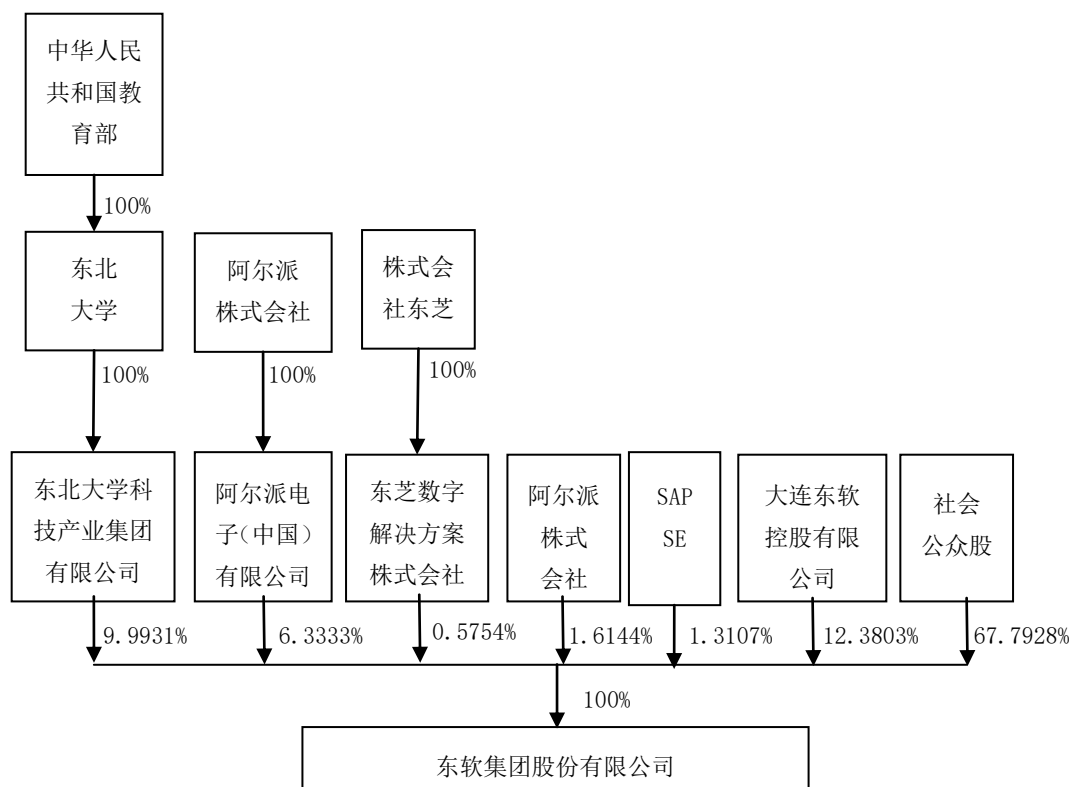 中华人民
共和国教
育部
100%
东北
大学
阿尔派
株式会社
株式会
社东芝
100%
100%
100%
东北大学科
技产业集团
有限公司
阿尔派电
子(中国)
有限公司
东芝数字
解决方案
株式会社
阿尔派
株式
会社
SAP
SE
大连东软
控股有限
公司
社会
公众股
9.9931%
6.3333%
0.5754%
1.6144%
1.3107%
12.3803%
67.7928%
100%
东软集团股份有限公司